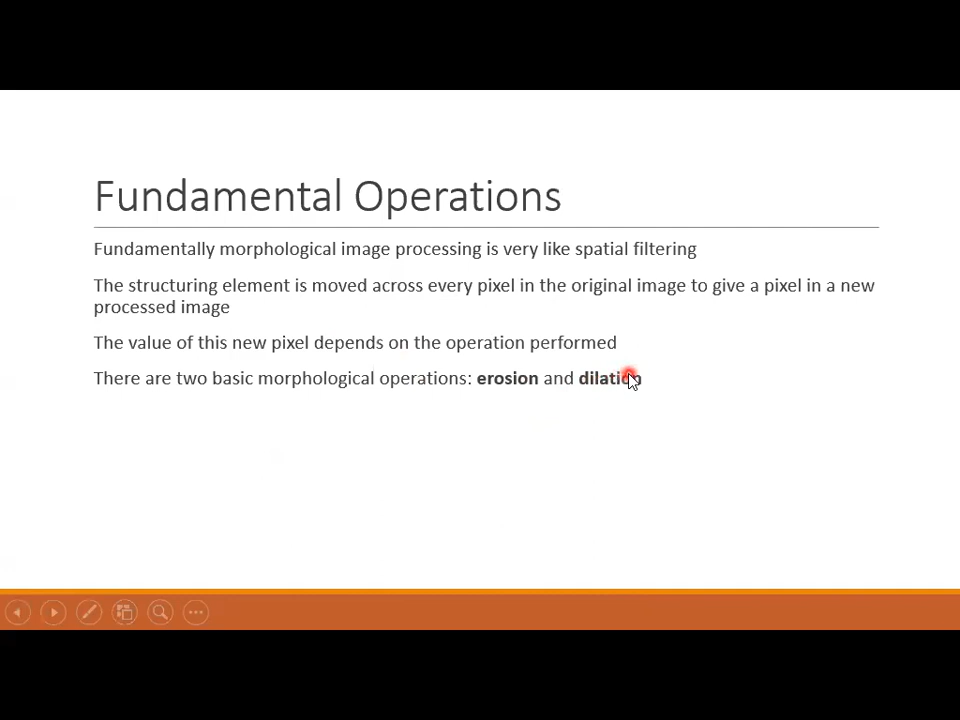 Fundamental Operations
Fundamentally morphological image processing is very like spatial filtering
The structuring element is moved across every pixel in the original image to give a pixel in a new
processed image
The value of this new pixel depends on the operation performed
There are two basic morphological operations: erosion and dilation